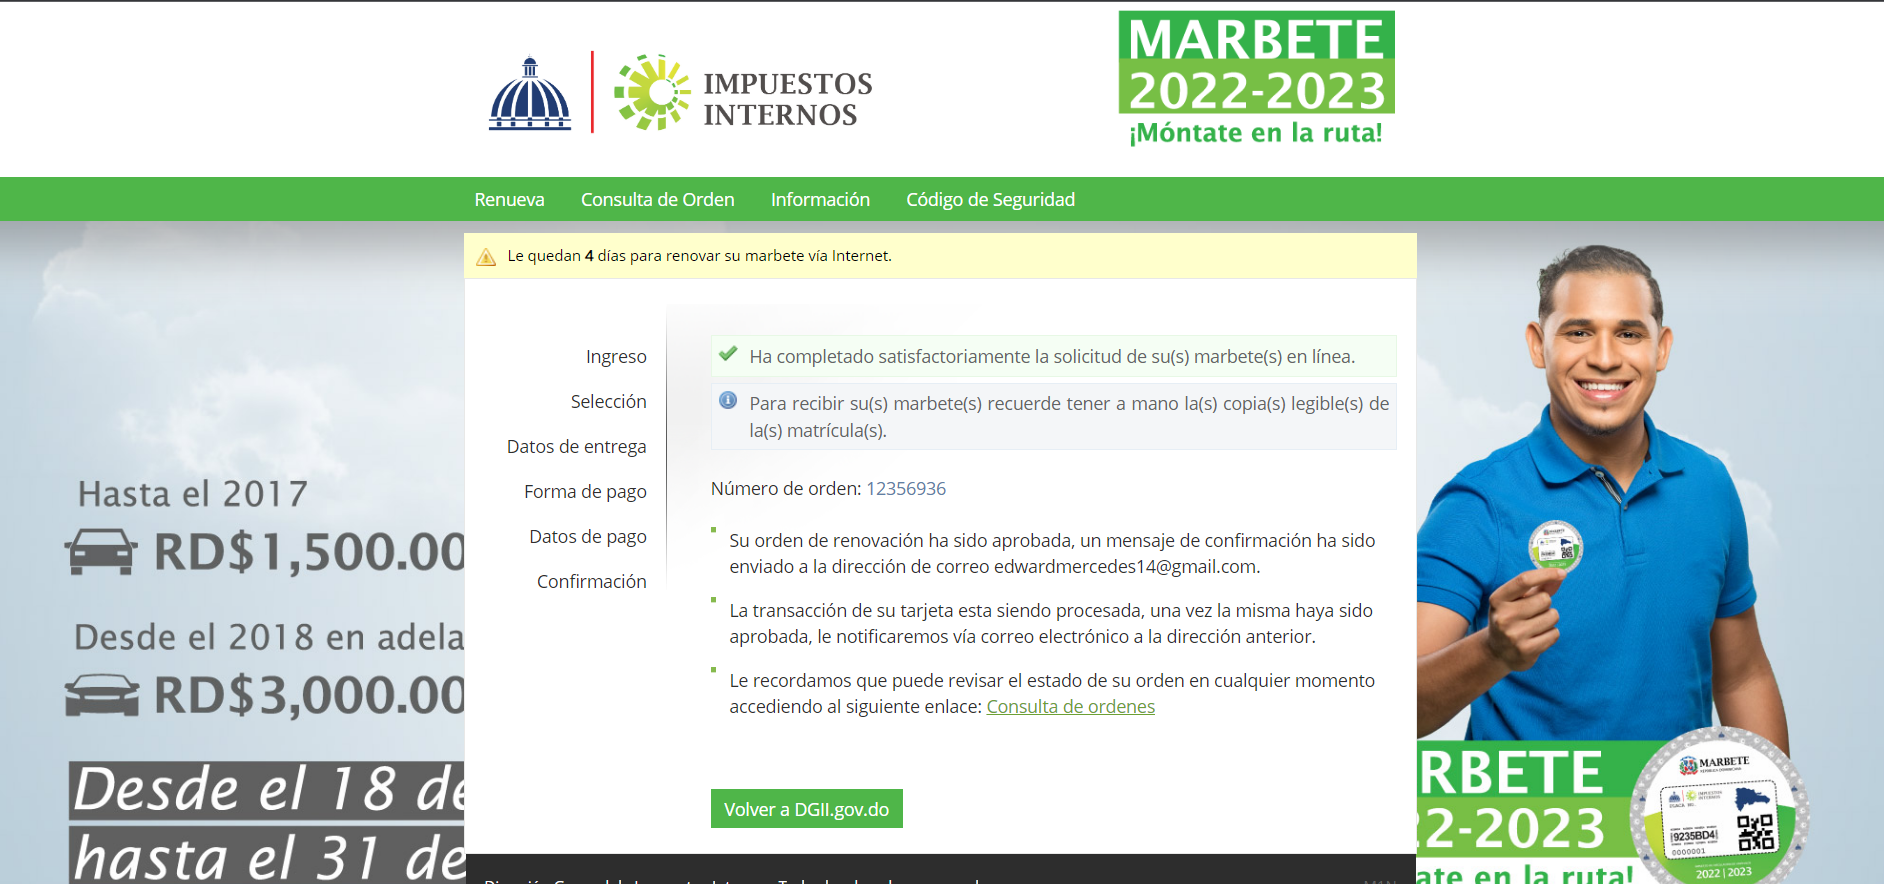 IMPUESTOS
INTERNOS
MARBETE
2022-2023
¡Móntate en la ruta!
Renueva Consulta de Orden Información Código de Seguridad
Le quedan 4 días para renovar su marbete vía Internet.
Ingreso
Selección
Datos de entrega
Forma de pago
Datos de pago
Confirmación
Ha completado satisfactoriamente la solicitud de su(s) marbete(s) en línea.
Para recibir su(s) marbete(s) recuerde tener a mano la(s) copia(s) legible(s) de
la(s) matrícula(s).
Número de orden: 12356936
Su orden de renovación ha sido aprobada, un mensaje de confirmación ha sido
enviado a la dirección de correo edwardmercedes14@gmail.com.
La transacción de su tarjeta esta siendo procesada, una vez la misma haya sido
aprobada, le notificaremos vía correo electrónico a la dirección anterior.
Le recordamos que puede revisar el estado de su orden en cualquier momento
accediendo al siguiente enlace: Consulta de ordenes
Volver a DGII.gov.do
Hasta el 2017
RD$1,500.00
Desde el 2018 en adela
RD$3,000.00
Desde el 18 de
hasta el 31 de
RBETE
22-2023
ate en la ruta!
MARBETE
REPÚBLICA DOMINICANA
IMPUESTOS
INTERNOS
9235BD4
0000001
2022 | 2023